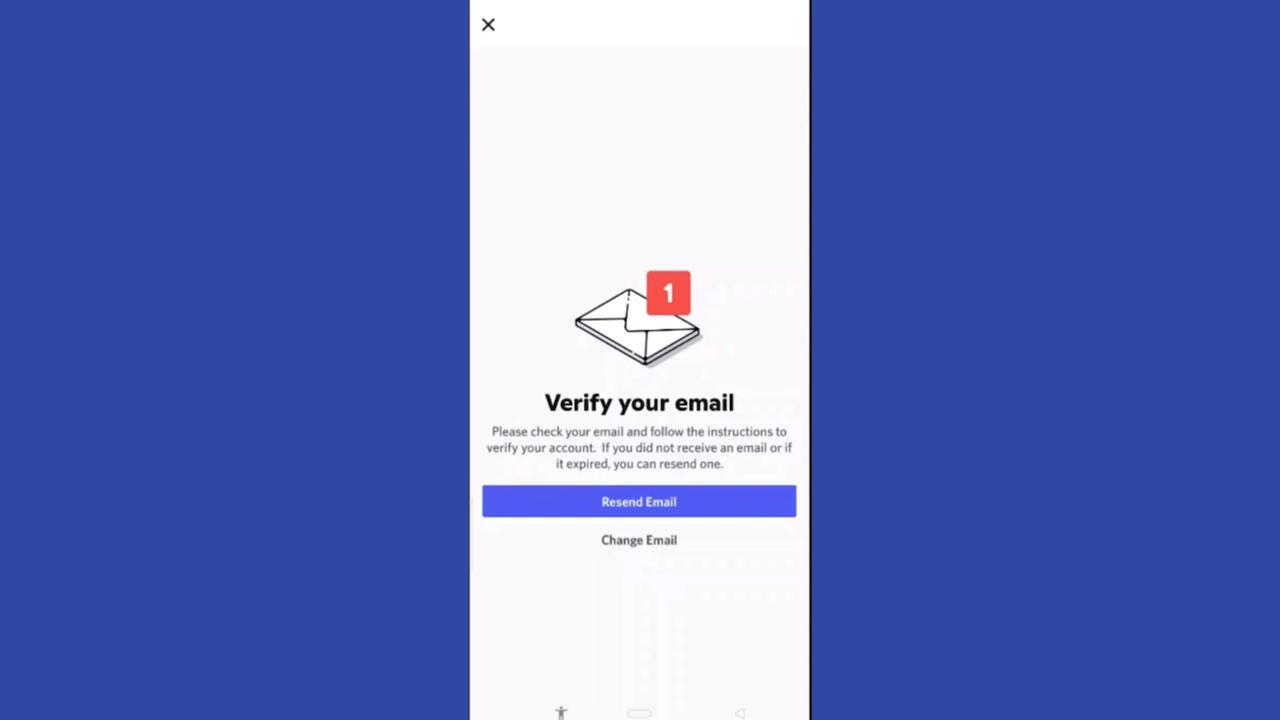 1
Verify your email
Please check your email and follow the instructions to
verify your account. If you did not receive an email or if
it expired, you can resend one.
Resend Email
Change Email